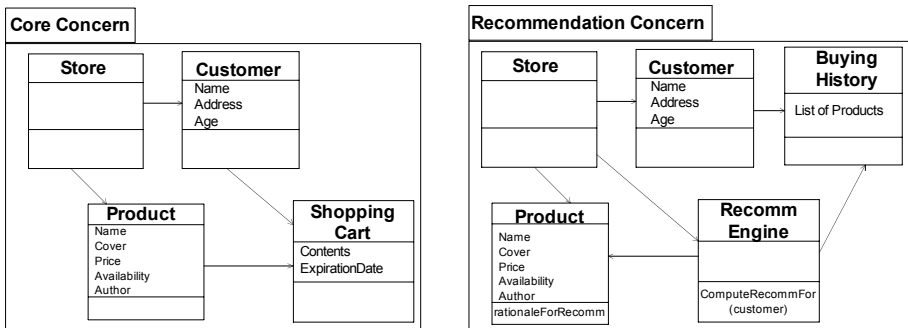 Core Concern
Store
Customer
Name
Address
Age
Product
Name
Cover
Price
Availability
Author
Shopping
Cart
Contents
ExpirationDate
Recommendation Concern
Store
Customer
Name
Address
Age
Buying
History
List of Products
Product
Name
Cover
Price
Availability
Author
rationaleForRecomm
Recomm
Engine
ComputeRecommFor
(customer)